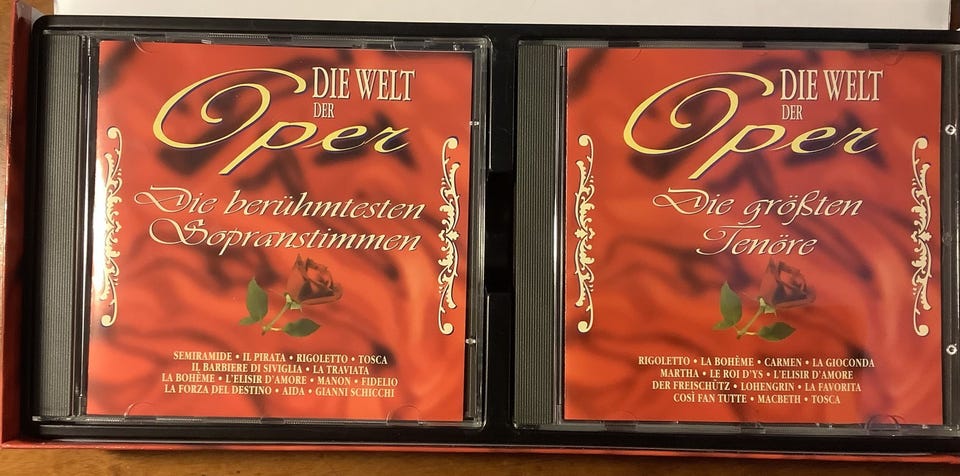 DIE WELT
DER
Oper
Die berühmtesten
Sopranstimmen
SEMIRAMIDE • IL PIRATA • RIGOLETTO • TOSCA
IL BARBIERE DI SIVIGLIA • LA TRAVIATA
LA BOHÈME • L'ELISIR D'AMORE • MANON • FIDELIO
LA FORZA DEL DESTINO • AIDA • GIANNI SCHICCHI
DIE WELT
DER
Oper
Die größten
Tenöre
RIGOLETTO • LA BOHÈME • CARMEN • LA GIOCONDA
MARTHA • LE ROI D'YS • L'ELISIR D'AMORE
DER FREISCHÜTZ • LOHENGRIN • LA FAVORITA
COSÌ FAN TUTTE • MACBETH • TOSCA